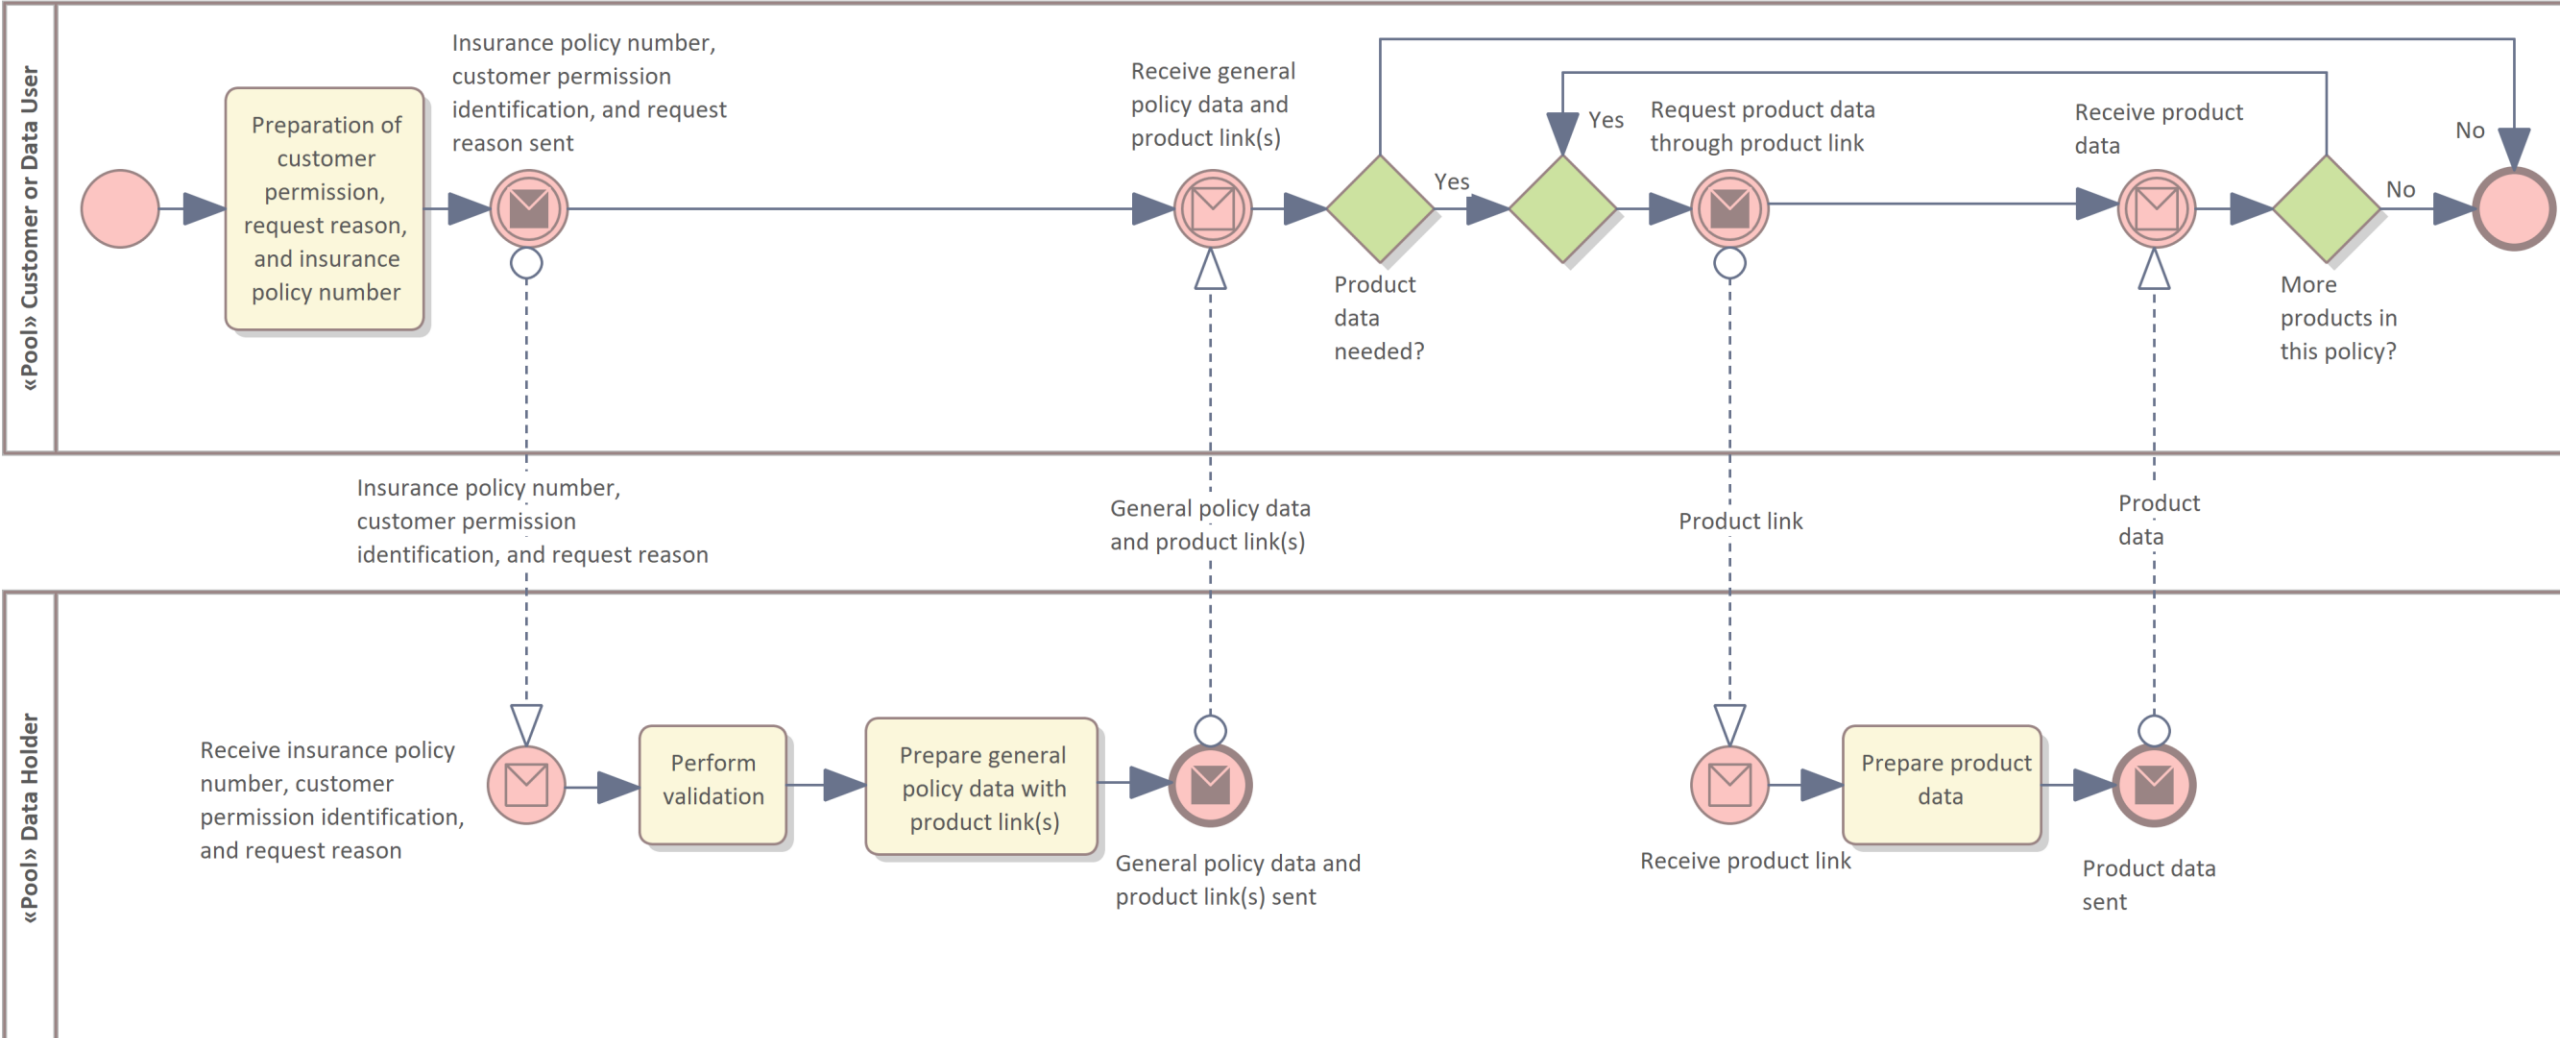 «Pool» Customer or Data User
Preparation of
customer
permission,
request reason,
and insurance
policy number
Insurance policy number,
customer permission
identification, and request
reason sent
Receive general
policy data and
product link(s)
Product
data
needed?
Yes
Yes
Request product data
through product link
Receive product
data
More
products in
this policy?
No
No
Insurance policy number,
customer permission
identification, and request reason
General policy data
and product link(s)
Product link
Product
data
«Pool» Data Holder
Receive insurance policy
number, customer
permission identification,
and request reason
Perform
validation
Prepare general
policy data with
product link(s)
General policy data and
product link(s) sent
Receive product link
Prepare product
data
Product data
sent